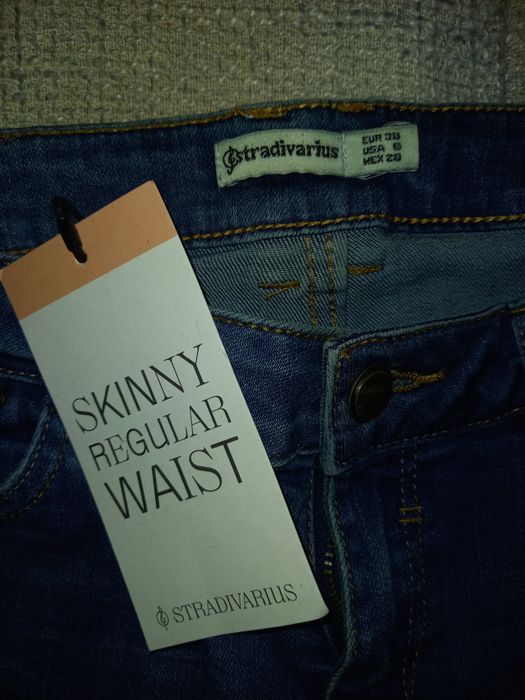 stradivarius
EUR 38
USA 6
MEX 28
SKINNY
REGULAR
WAIST
STRADIVARIUS